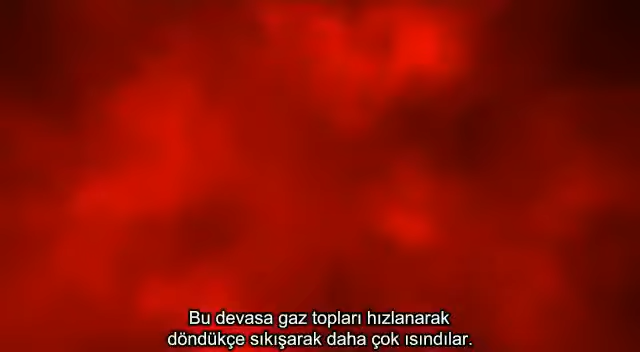 Bu devasa gaz topları hızlanarak
döndükçe sıkışarak daha çok ısındılar.